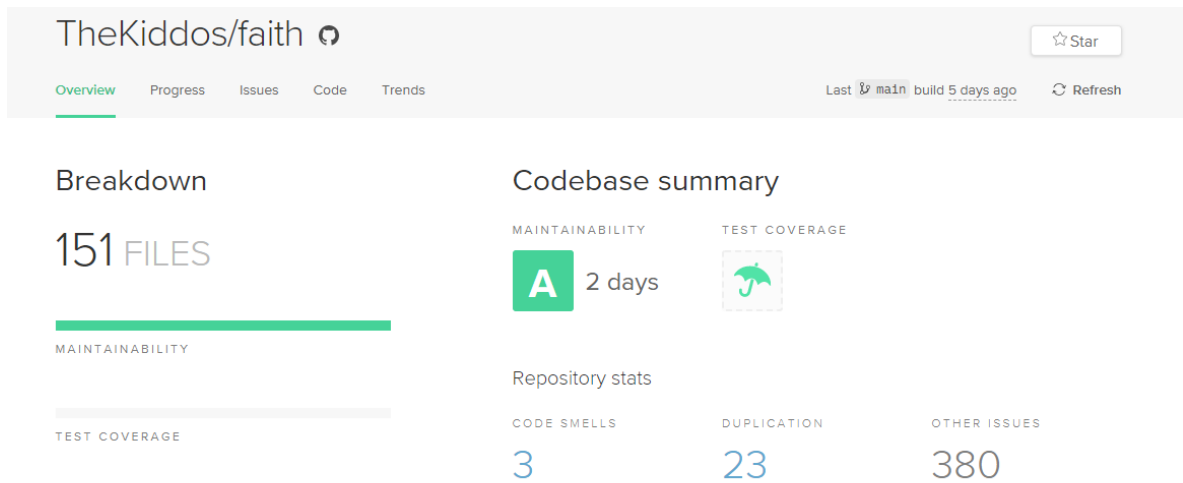 TheKiddos/faith
Star
Overview Progress Issues Code Trends
Last main build 5 days ago Refresh
Breakdown
151 FILES
MAINTAINABILITY
TEST COVERAGE
Codebase summary
MAINTAINABILITY TEST COVERAGE
A 2 days
Repository stats
CODE SMELLS DUPLICATION OTHER ISSUES
3 23 380